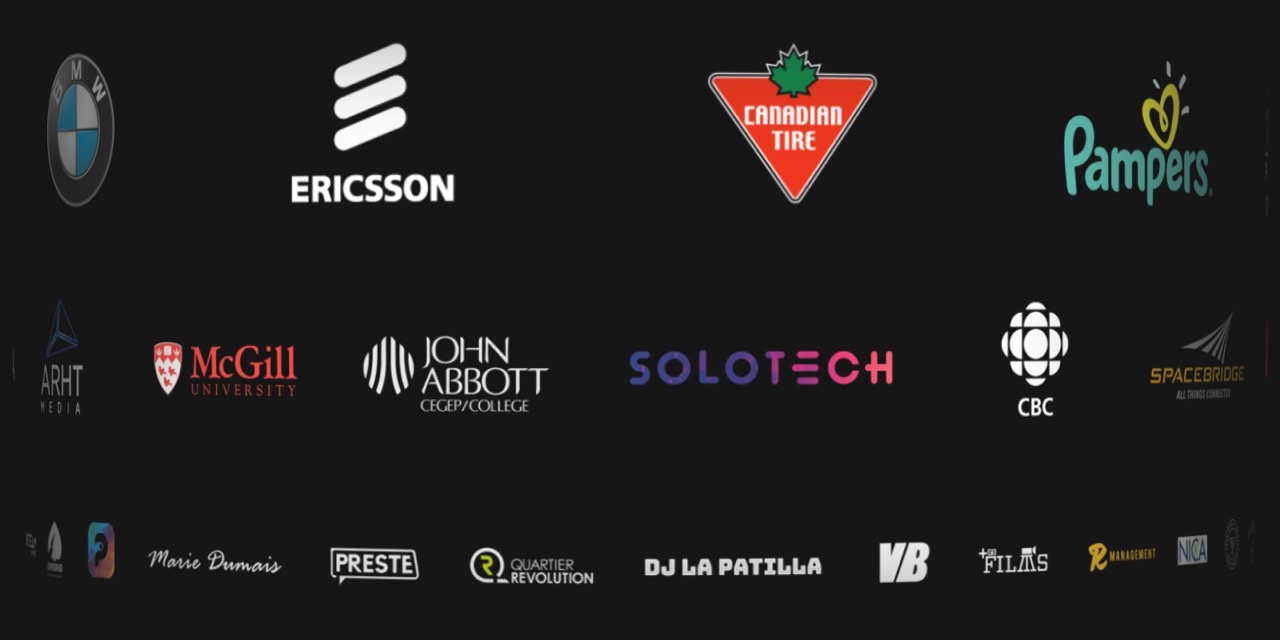 BMW
ERICSSON
CANADIAN
TIRE
Pampers
ARHT
MEDIA
McGill
UNIVERSITY
JOHN
ABBOTT
CEGEP/COLLEGE
SOLOTECH
CBC
SPACEBRIDGE
ALL THINGS CONNECTED
Marie Dumais
PRESTE
QUARTIER
RÉVOLUTION
DJ LA PATILLA
VB
FILMS
R MANAGEMENT
NICA